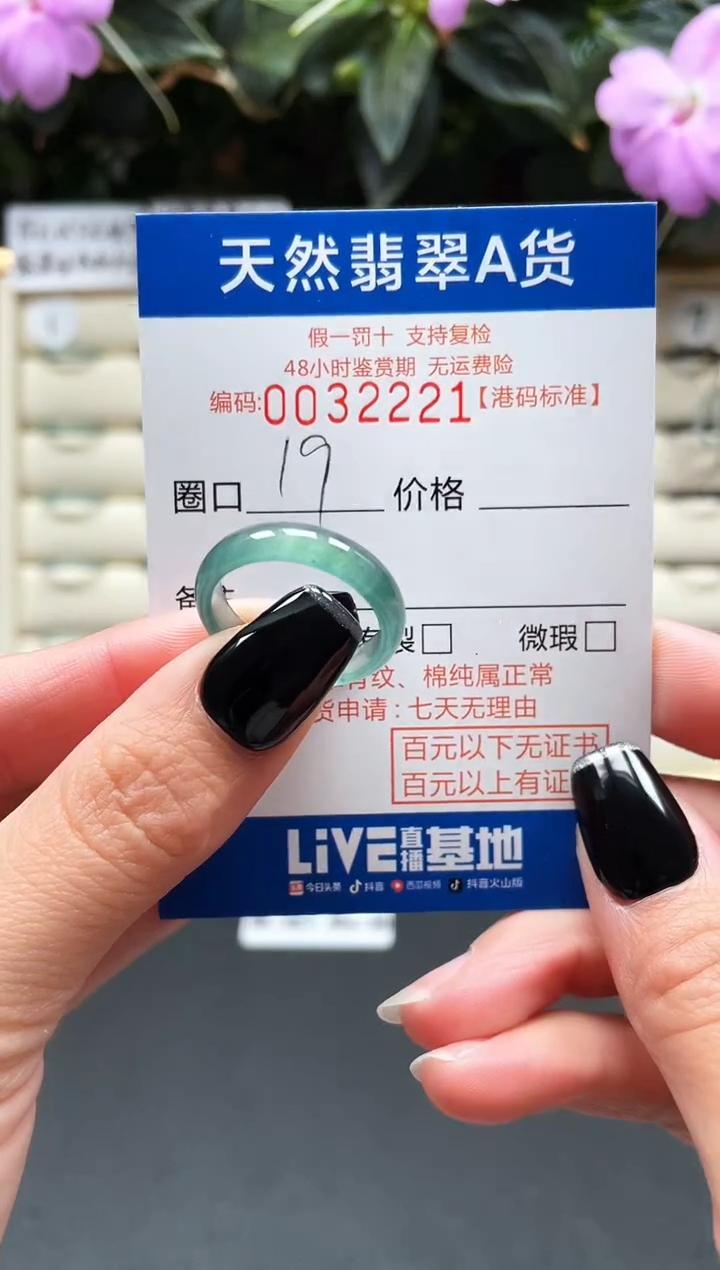 天然翡翠A货
假一罚十 支持复检
48小时鉴赏期 无运费险
编码:0032221【港码标准】
圈口 19 价格
备注
裂□ 微瑕□
纹、棉纯属正常
货申请:七天无理由
百元以下无证书
百元以上有证
LiVE直播基地
今日头条 抖音 西瓜视频 抖音火山版